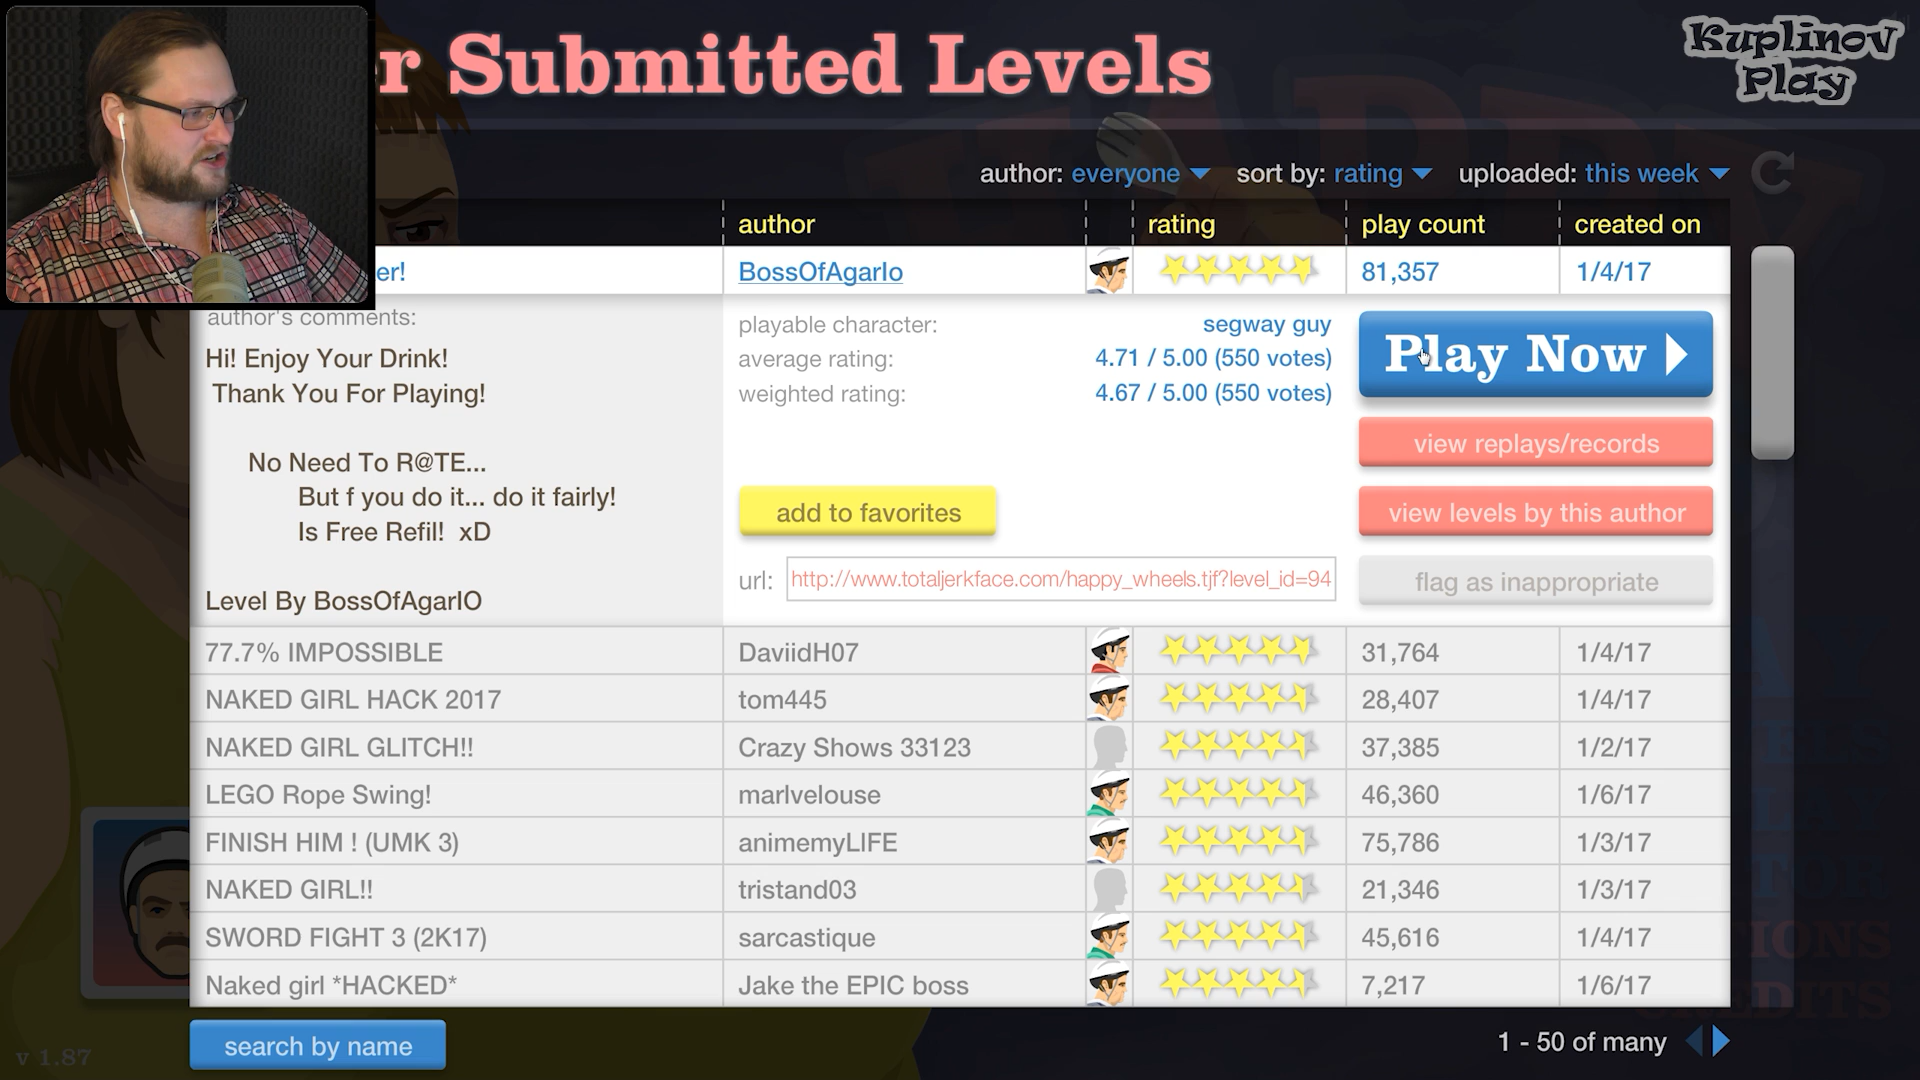 r Submitted Levels
Kuplinov
Play
author: everyone sort by: rating uploaded: this week
author rating play count created on
er! BossOfAgarIo 81,357 1/4/17
author's comments:
Hi! Enjoy Your Drink!
Thank You For Playing!
No Need To R@TE...
But f you do it... do it fairly!
Is Free Refil! xD
Level By BossOfAgarIO
playable character: segway guy
average rating: 4.71 / 5.00 (550 votes)
weighted rating: 4.67 / 5.00 (550 votes)
add to favorites
url: http://www.totaljerkface.com/happy_wheels.tjf?level_id=94
Play Now
view replays/records
view levels by this author
flag as inappropriate
77.7% IMPOSSIBLE DaviidH07 31,764 1/4/17
NAKED GIRL HACK 2017 tom445 28,407 1/4/17
NAKED GIRL GLITCH!! Crazy Shows 33123 37,385 1/2/17
LEGO Rope Swing! marlvelouse 46,360 1/6/17
FINISH HIM ! (UMK 3) animemyLIFE 75,786 1/3/17
NAKED GIRL!! tristand03 21,346 1/3/17
SWORD FIGHT 3 (2K17) sarcastique 45,616 1/4/17
Naked girl *HACKED* Jake the EPIC boss 7,217 1/6/17
search by name
1 - 50 of many
v 1.87